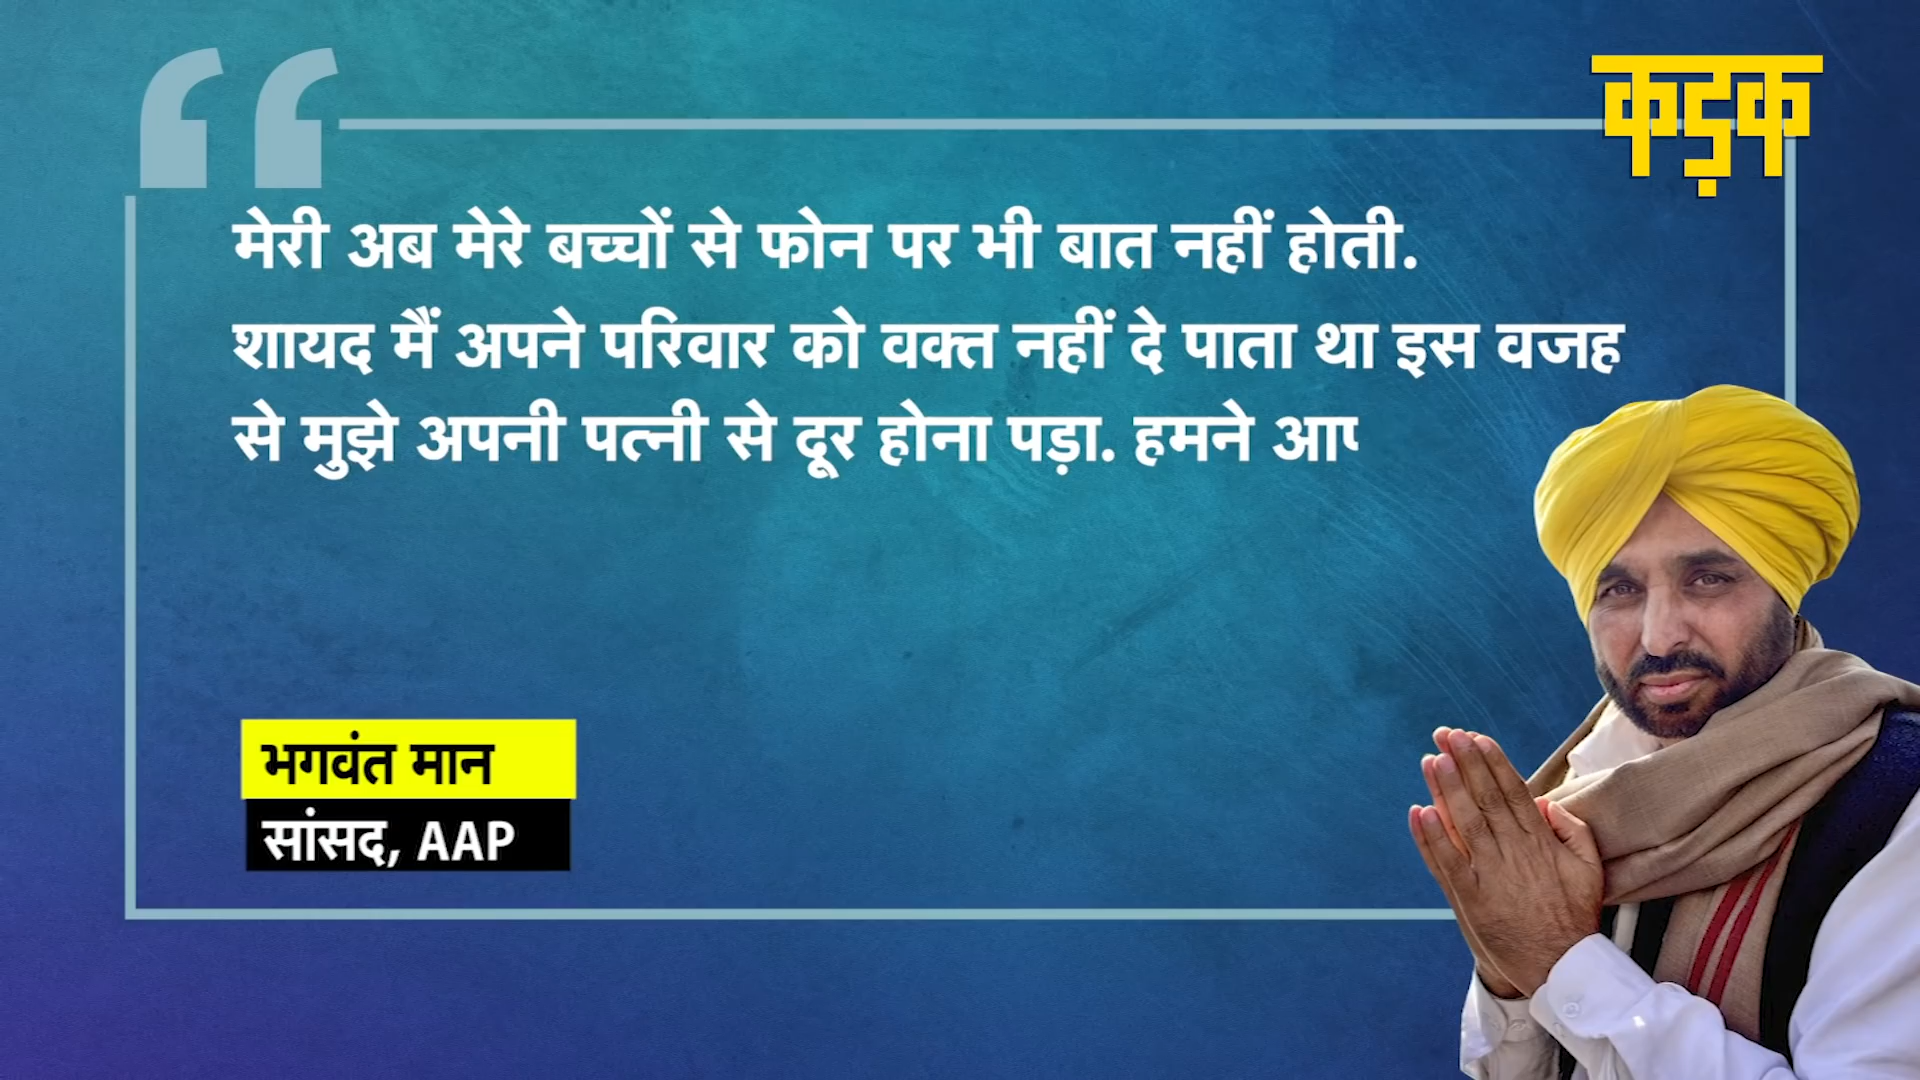 कड़क
मेरी अब मेरे बच्चों से फोन पर भी बात नहीं होती.
शायद मैं अपने परिवार को वक्त नहीं दे पाता था इस वजह
से मुझे अपनी पत्नी से दूर होना पड़ा. हमने
भगवंत मान
सांसद, AAP